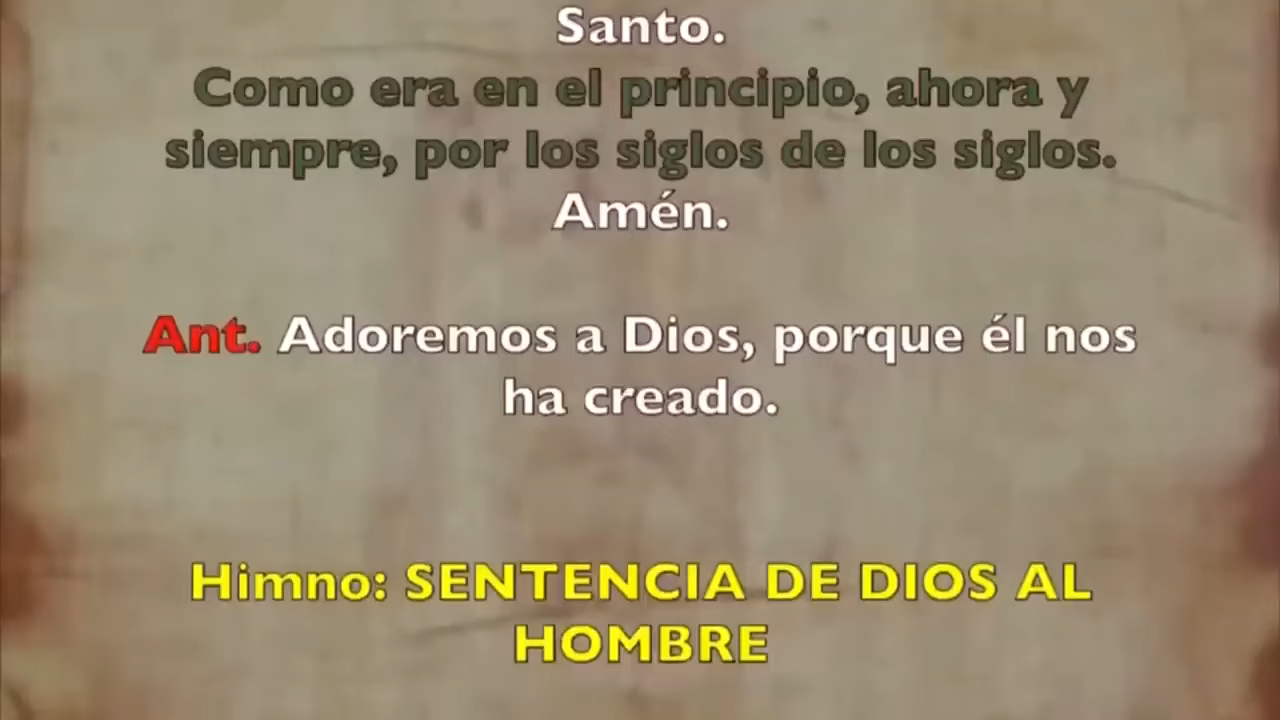 Santo.
Como era en el principio, ahora y
siempre, por los siglos de los siglos.
Amén.
Ant. Adoremos a Dios, porque él nos
ha creado.
Himno: SENTENCIA DE DIOS AL
HOMBRE